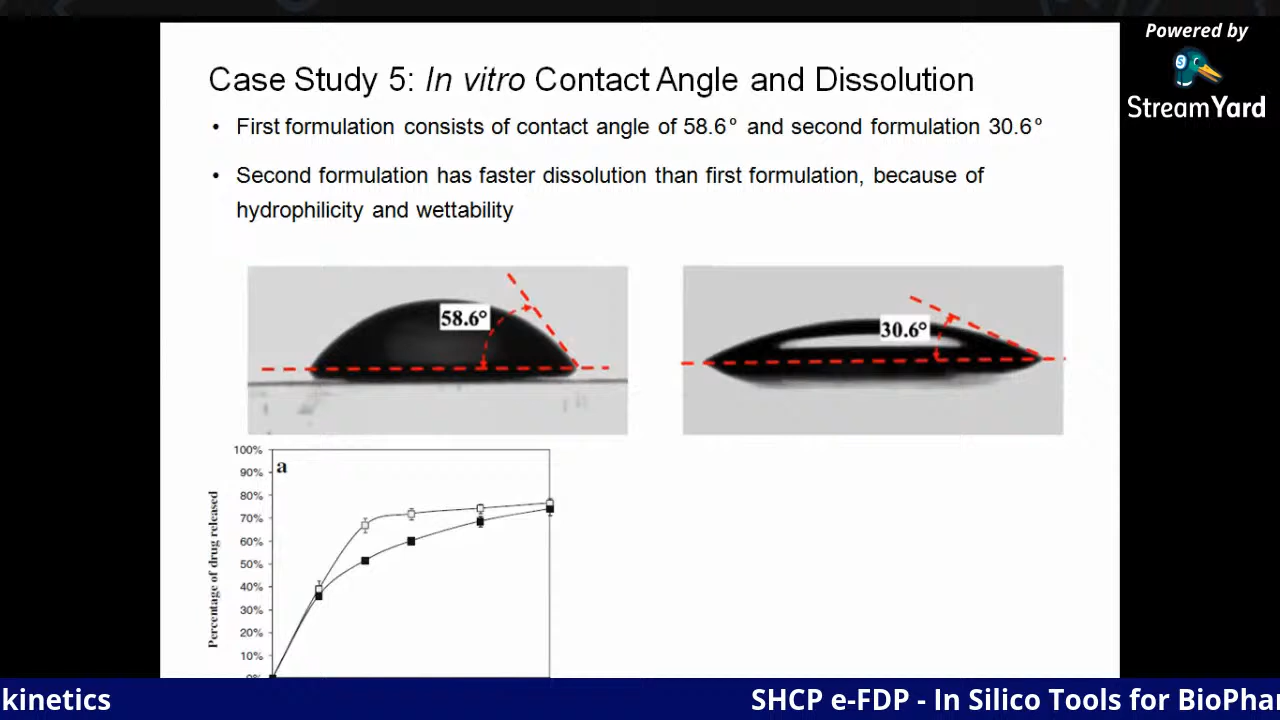 Powered by
StreamYard
Case Study 5: In vitro Contact Angle and Dissolution
• First formulation consists of contact angle of 58.6° and second formulation 30.6°
• Second formulation has faster dissolution than first formulation, because of
hydrophilicity and wettability
58.6°
30.6°
a
Percentage of drug released
100%
90%
80%
70%
60%
50%
40%
30%
20%
10%
0%
kinetics
SHCP e-FDP - In Silico Tools for BioPhar